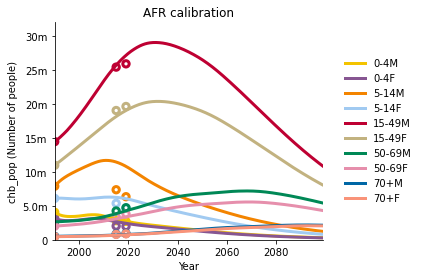 AFR calibration
chb_pop (Number of people)
30m
25m
20m
15m
10m
5.0m
0
2000
2020
2040
2060
2080
Year
0-4M
0-4F
5-14M
5-14F
15-49M
15-49F
50-69M
50-69F
70+M
70+F